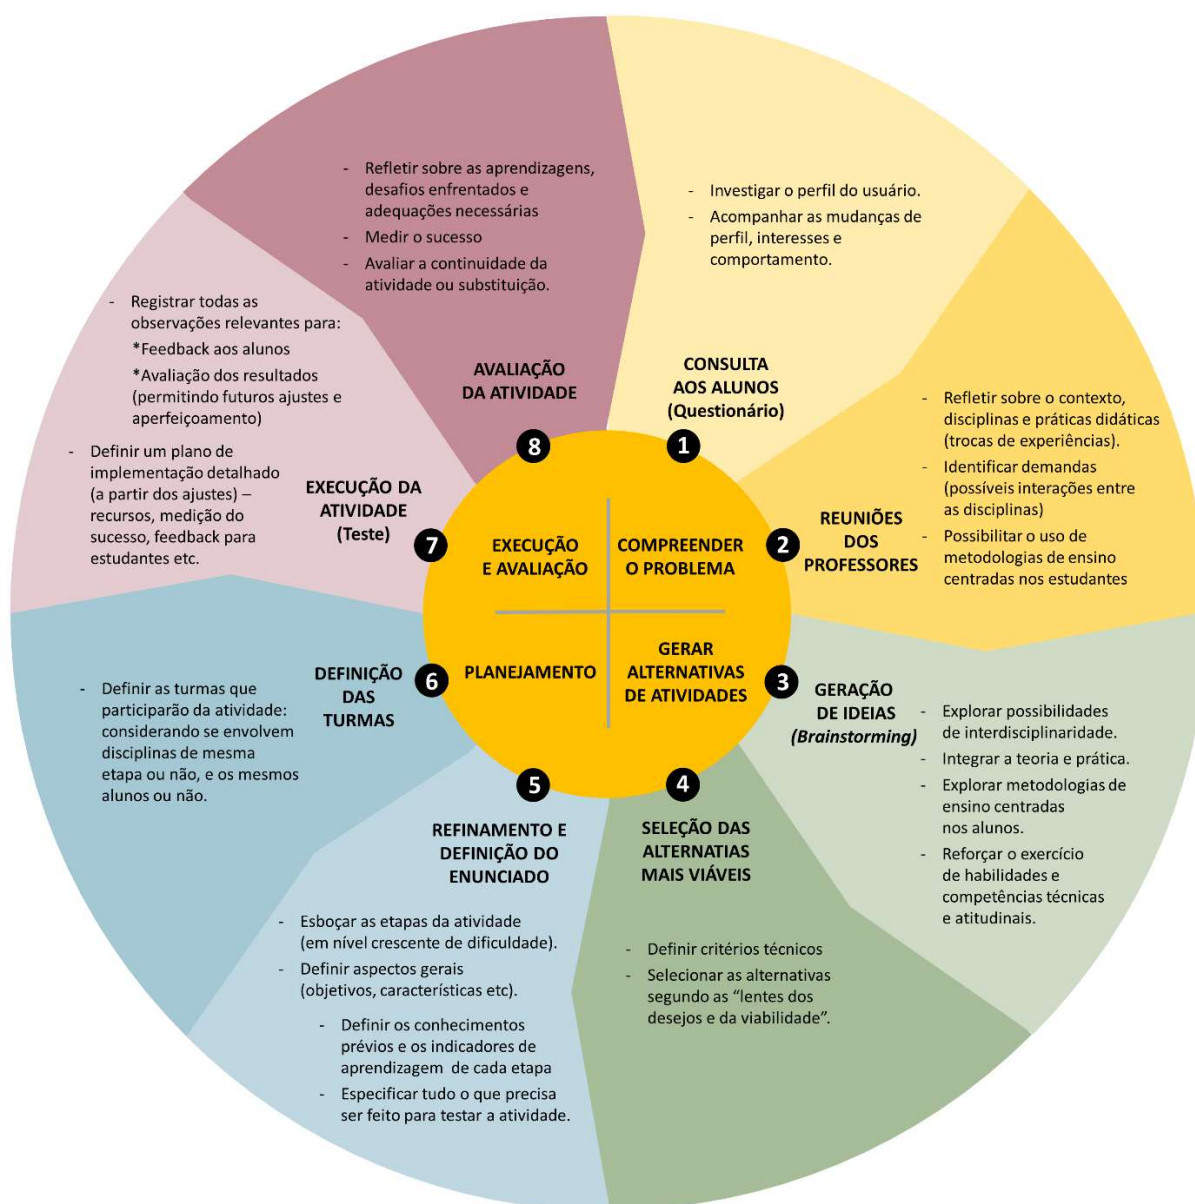 EXECUÇÃO
E AVALIAÇÃO
COMPREENDER
O PROBLEMA
PLANEJAMENTO
GERAR
ALTERNATIVAS
DE ATIVIDADES
1
CONSULTA
AOS ALUNOS
(Questionário)
- Investigar o perfil do usuário.
- Acompanhar as mudanças de
perfil, interesses e
comportamento.
2
REUNIÕES
DOS
PROFESSORES
- Refletir sobre o contexto,
disciplinas e práticas didáticas
(trocas de experiências).
- Identificar demandas
(possíveis interações entre
as disciplinas)
- Possibilitar o uso de
metodologias de ensino
centradas nos estudantes
3
GERAÇÃO
DE IDEIAS
(Brainstorming)
- Explorar possibilidades
de interdisciplinaridade.
- Integrar a teoria e prática.
- Explorar metodologias de
ensino centradas
nos alunos.
- Reforçar o exercício
de habilidades e
competências técnicas
e atitudinais.
4
SELEÇÃO DAS
ALTERNATIAS
MAIS VIÁVEIS
- Definir critérios técnicos
- Selecionar as alternativas
segundo as “lentes dos
desejos e da viabilidade”.
5
REFINAMENTO E
DEFINIÇÃO DO
ENUNCIADO
- Esboçar as etapas da atividade
(em nível crescente de dificuldade).
- Definir aspectos gerais
(objetivos, características etc).
- Definir os conhecimentos
prévios e os indicadores de
aprendizagem de cada etapa
- Especificar tudo o que precisa
ser feito para testar a atividade.
6
DEFINIÇÃO
DAS
TURMAS
- Definir as turmas que
participarão da atividade:
considerando se envolvem
disciplinas de mesma
etapa ou não, e os mesmos
alunos ou não.
7
EXECUÇÃO DA
ATIVIDADE
(Teste)
- Registrar todas as
observações relevantes para:
*Feedback aos alunos
*Avaliação dos resultados
(permitindo futuros ajustes e
aperfeiçoamento)
- Definir um plano de
implementação detalhado
(a partir dos ajustes) –
recursos, medição do
sucesso, feedback para
estudantes etc.
8
AVALIAÇÃO
DA ATIVIDADE
- Refletir sobre as aprendizagens,
desafios enfrentados e
adequações necessárias
- Medir o sucesso
- Avaliar a continuidade da
atividade ou substituição.